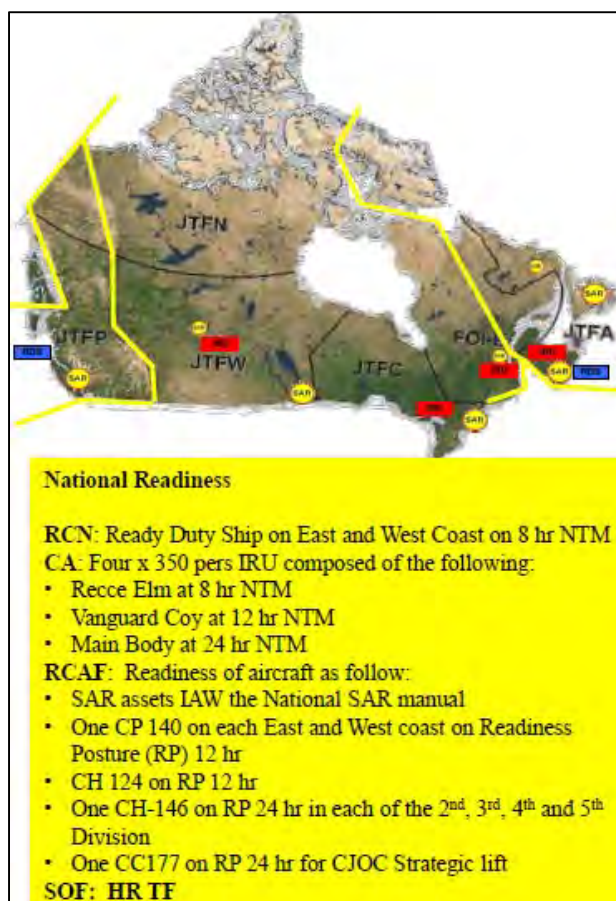 JTFN
SAR
JTFP
RDS
IRU
JTFW
JTFC
JTFA
SAR
SAR
IRU
IRU
SAR
RDS
SAR
National Readiness
RCN: Ready Duty Ship on East and West Coast on 8 hr NTM
CA: Four x 350 pers IRU composed of the following:
• Recce Elm at 8 hr NTM
• Vanguard Coy at 12 hr NTM
• Main Body at 24 hr NTM
RCAF: Readiness of aircraft as follow:
• SAR assets IAW the National SAR manual
• One CP 140 on each East and West coast on Readiness
Posture (RP) 12 hr
• CH 124 on RP 12 hr
• One CH-146 on RP 24 hr in each of the 2nd, 3rd, 4th and 5th
Division
• One CC177 on RP 24 hr for CJOC Strategic lift
SOF: HR TF